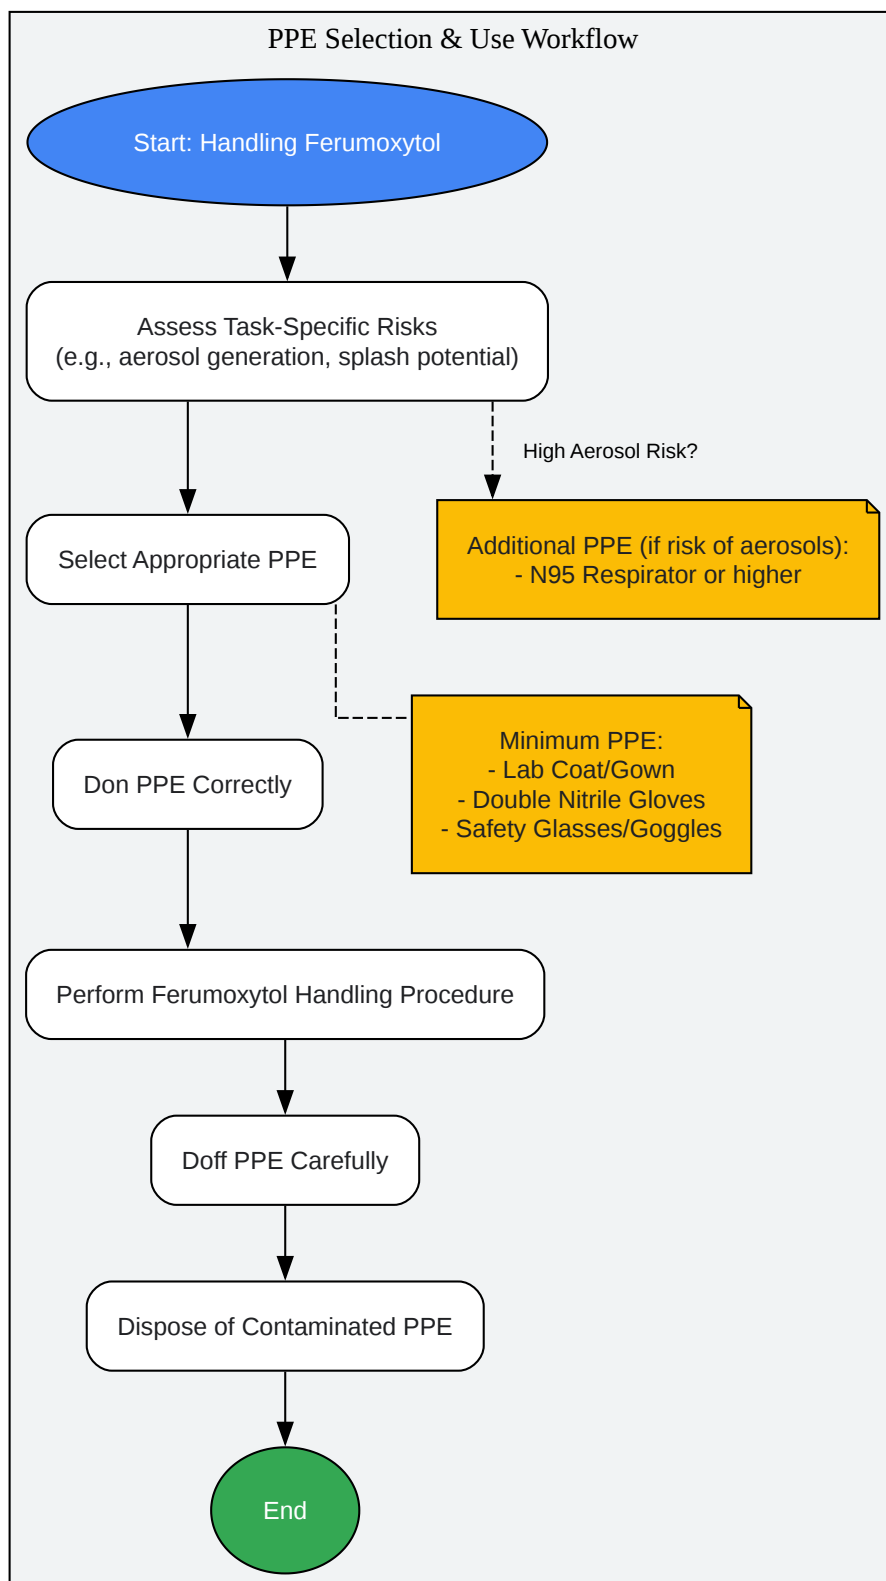 PPE Selection & Use Workflow
Start: Handling Ferumoxytol
Assess Task-Specific Risks
(e.g., aerosol generation, splash potential)
High Aerosol Risk?
Additional PPE (if risk of aerosols):
- N95 Respirator or higher
Select Appropriate PPE
Minimum PPE:
- Lab Coat/Gown
- Double Nitrile Gloves
- Safety Glasses/Goggles
Don PPE Correctly
Perform Ferumoxytol Handling Procedure
Doff PPE Carefully
Dispose of Contaminated PPE
End